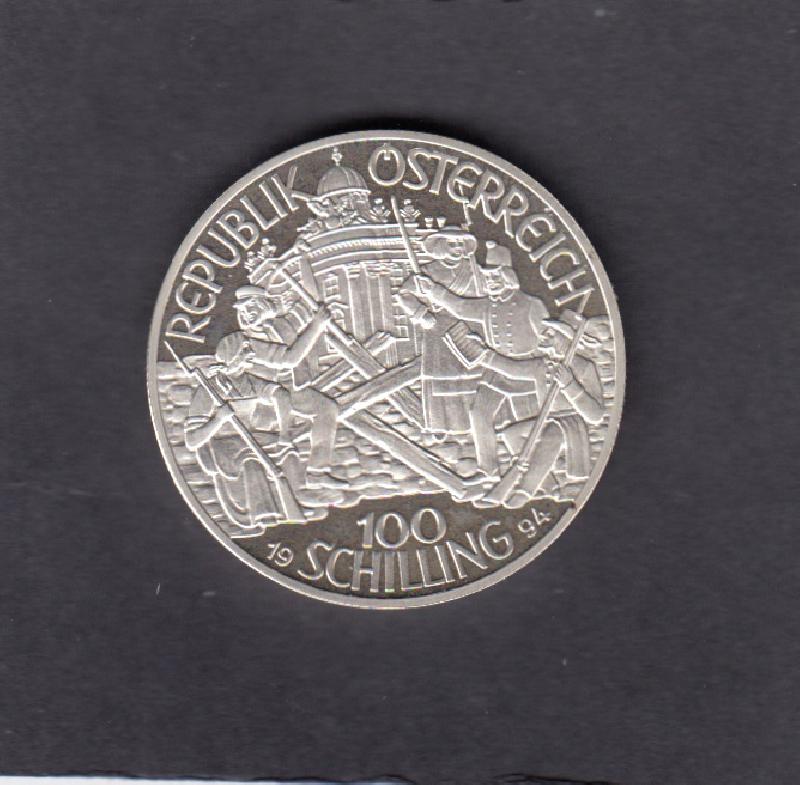 REPUBLIK ÖSTERREICH
100
19 SCHILLING 94